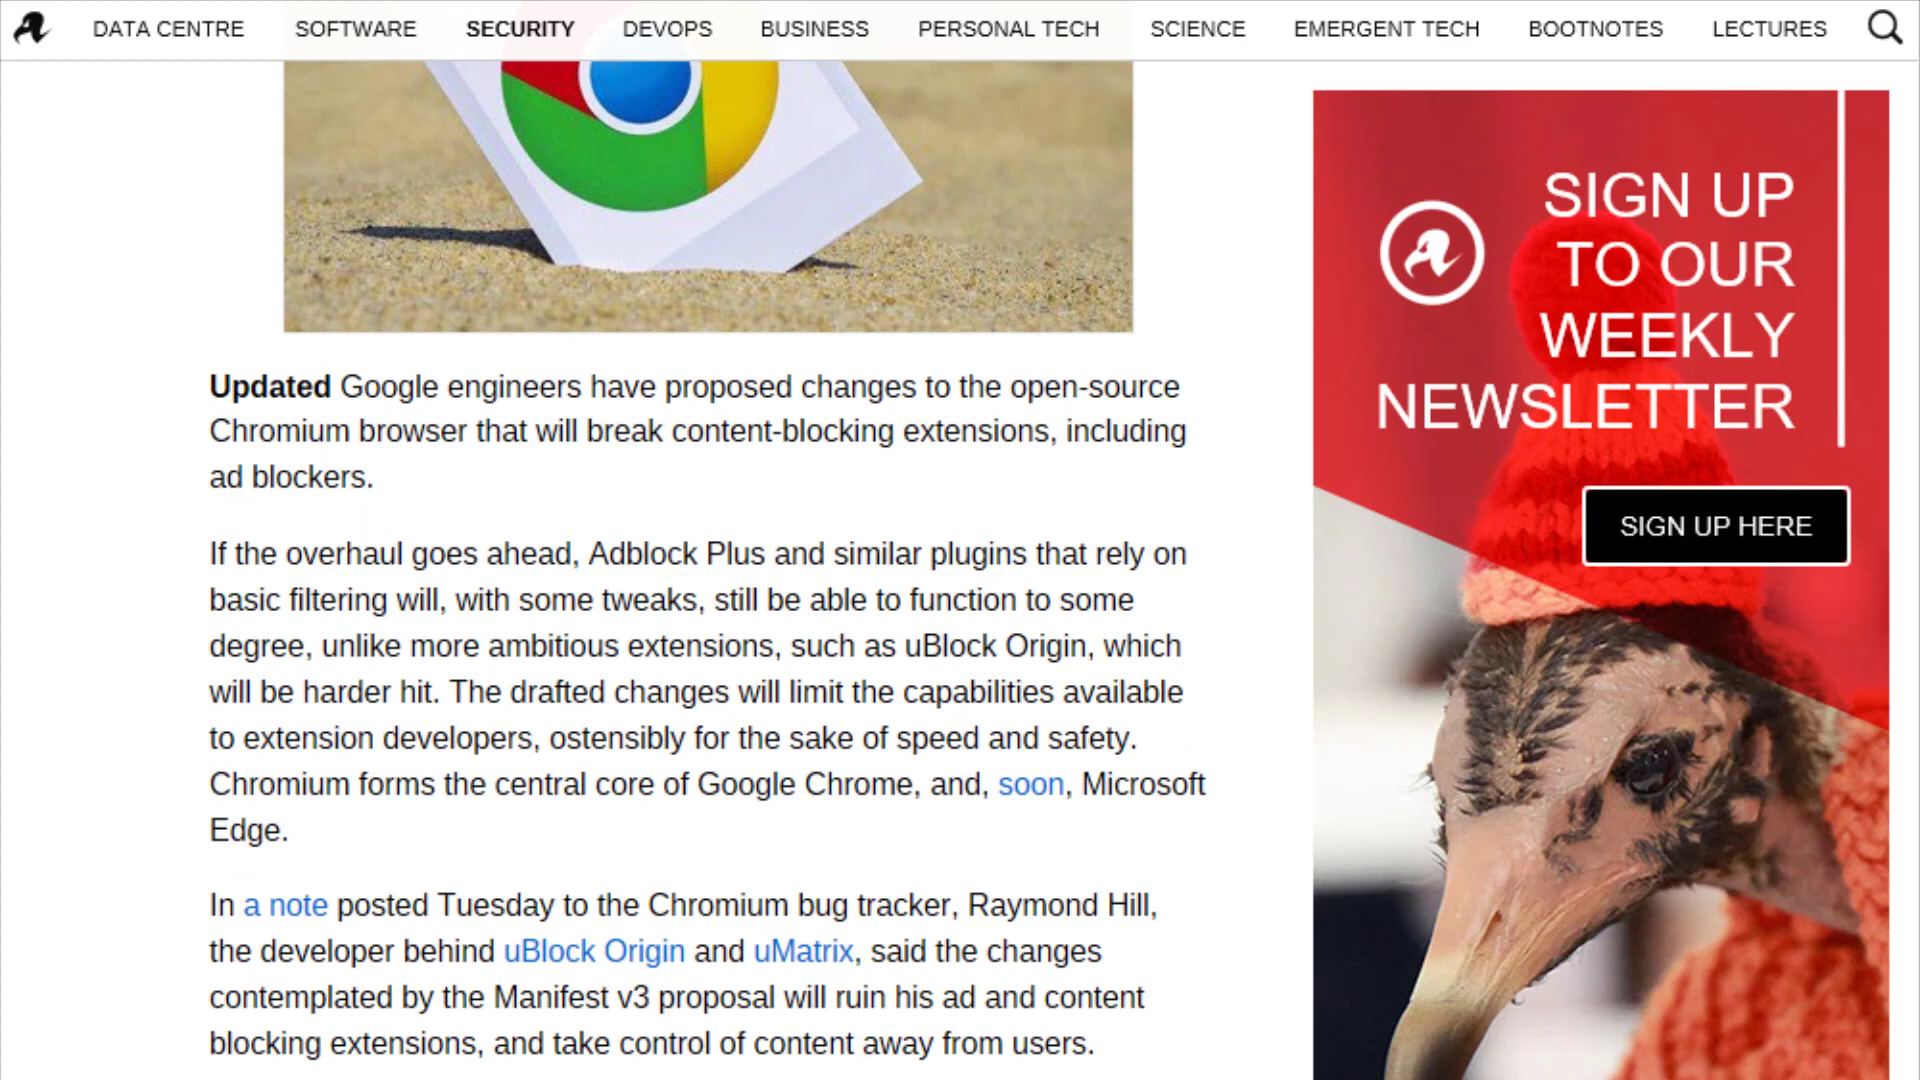 DATA CENTRE SOFTWARE SECURITY DEVOPS BUSINESS PERSONAL TECH SCIENCE EMERGENT TECH BOOTNOTES LECTURES
Updated Google engineers have proposed changes to the open-source
Chromium browser that will break content-blocking extensions, including
ad blockers.
If the overhaul goes ahead, Adblock Plus and similar plugins that rely on
basic filtering will, with some tweaks, still be able to function to some
degree, unlike more ambitious extensions, such as uBlock Origin, which
will be harder hit. The drafted changes will limit the capabilities available
to extension developers, ostensibly for the sake of speed and safety.
Chromium forms the central core of Google Chrome, and, soon, Microsoft
Edge.
In a note posted Tuesday to the Chromium bug tracker, Raymond Hill,
the developer behind uBlock Origin and uMatrix, said the changes
contemplated by the Manifest v3 proposal will ruin his ad and content
blocking extensions, and take control of content away from users.
SIGN UP
TO OUR
WEEKLY
NEWSLETTER
SIGN UP HERE